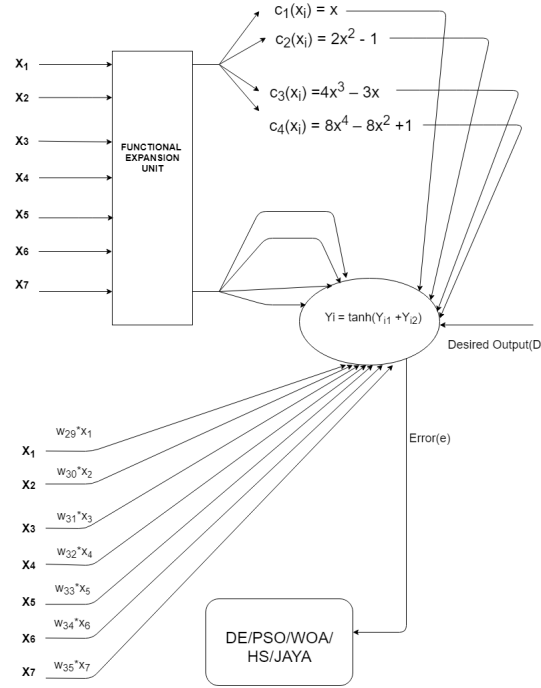 c₁(xᵢ) = x
c₂(xᵢ) = 2x² - 1
c₃(xᵢ) =4x³ – 3x
c₄(xᵢ) = 8x⁴ – 8x² +1
X₁
X₂
X₃
X₄
X₅
X₆
X₇
FUNCTIONAL
EXPANSION
UNIT
Yi = tanh(Yᵢ₁ +Yᵢ₂)
Desired Output(D
Error(e)
X₁ w₂₉*x₁
X₂ w₃₀*x₂
X₃ w₃₁*x₃
X₄ w₃₂*x₄
X₅ w₃₃*x₅
X₆ w₃₄*x₆
X₇ w₃₅*x₇
DE/PSO/WOA/
HS/JAYA